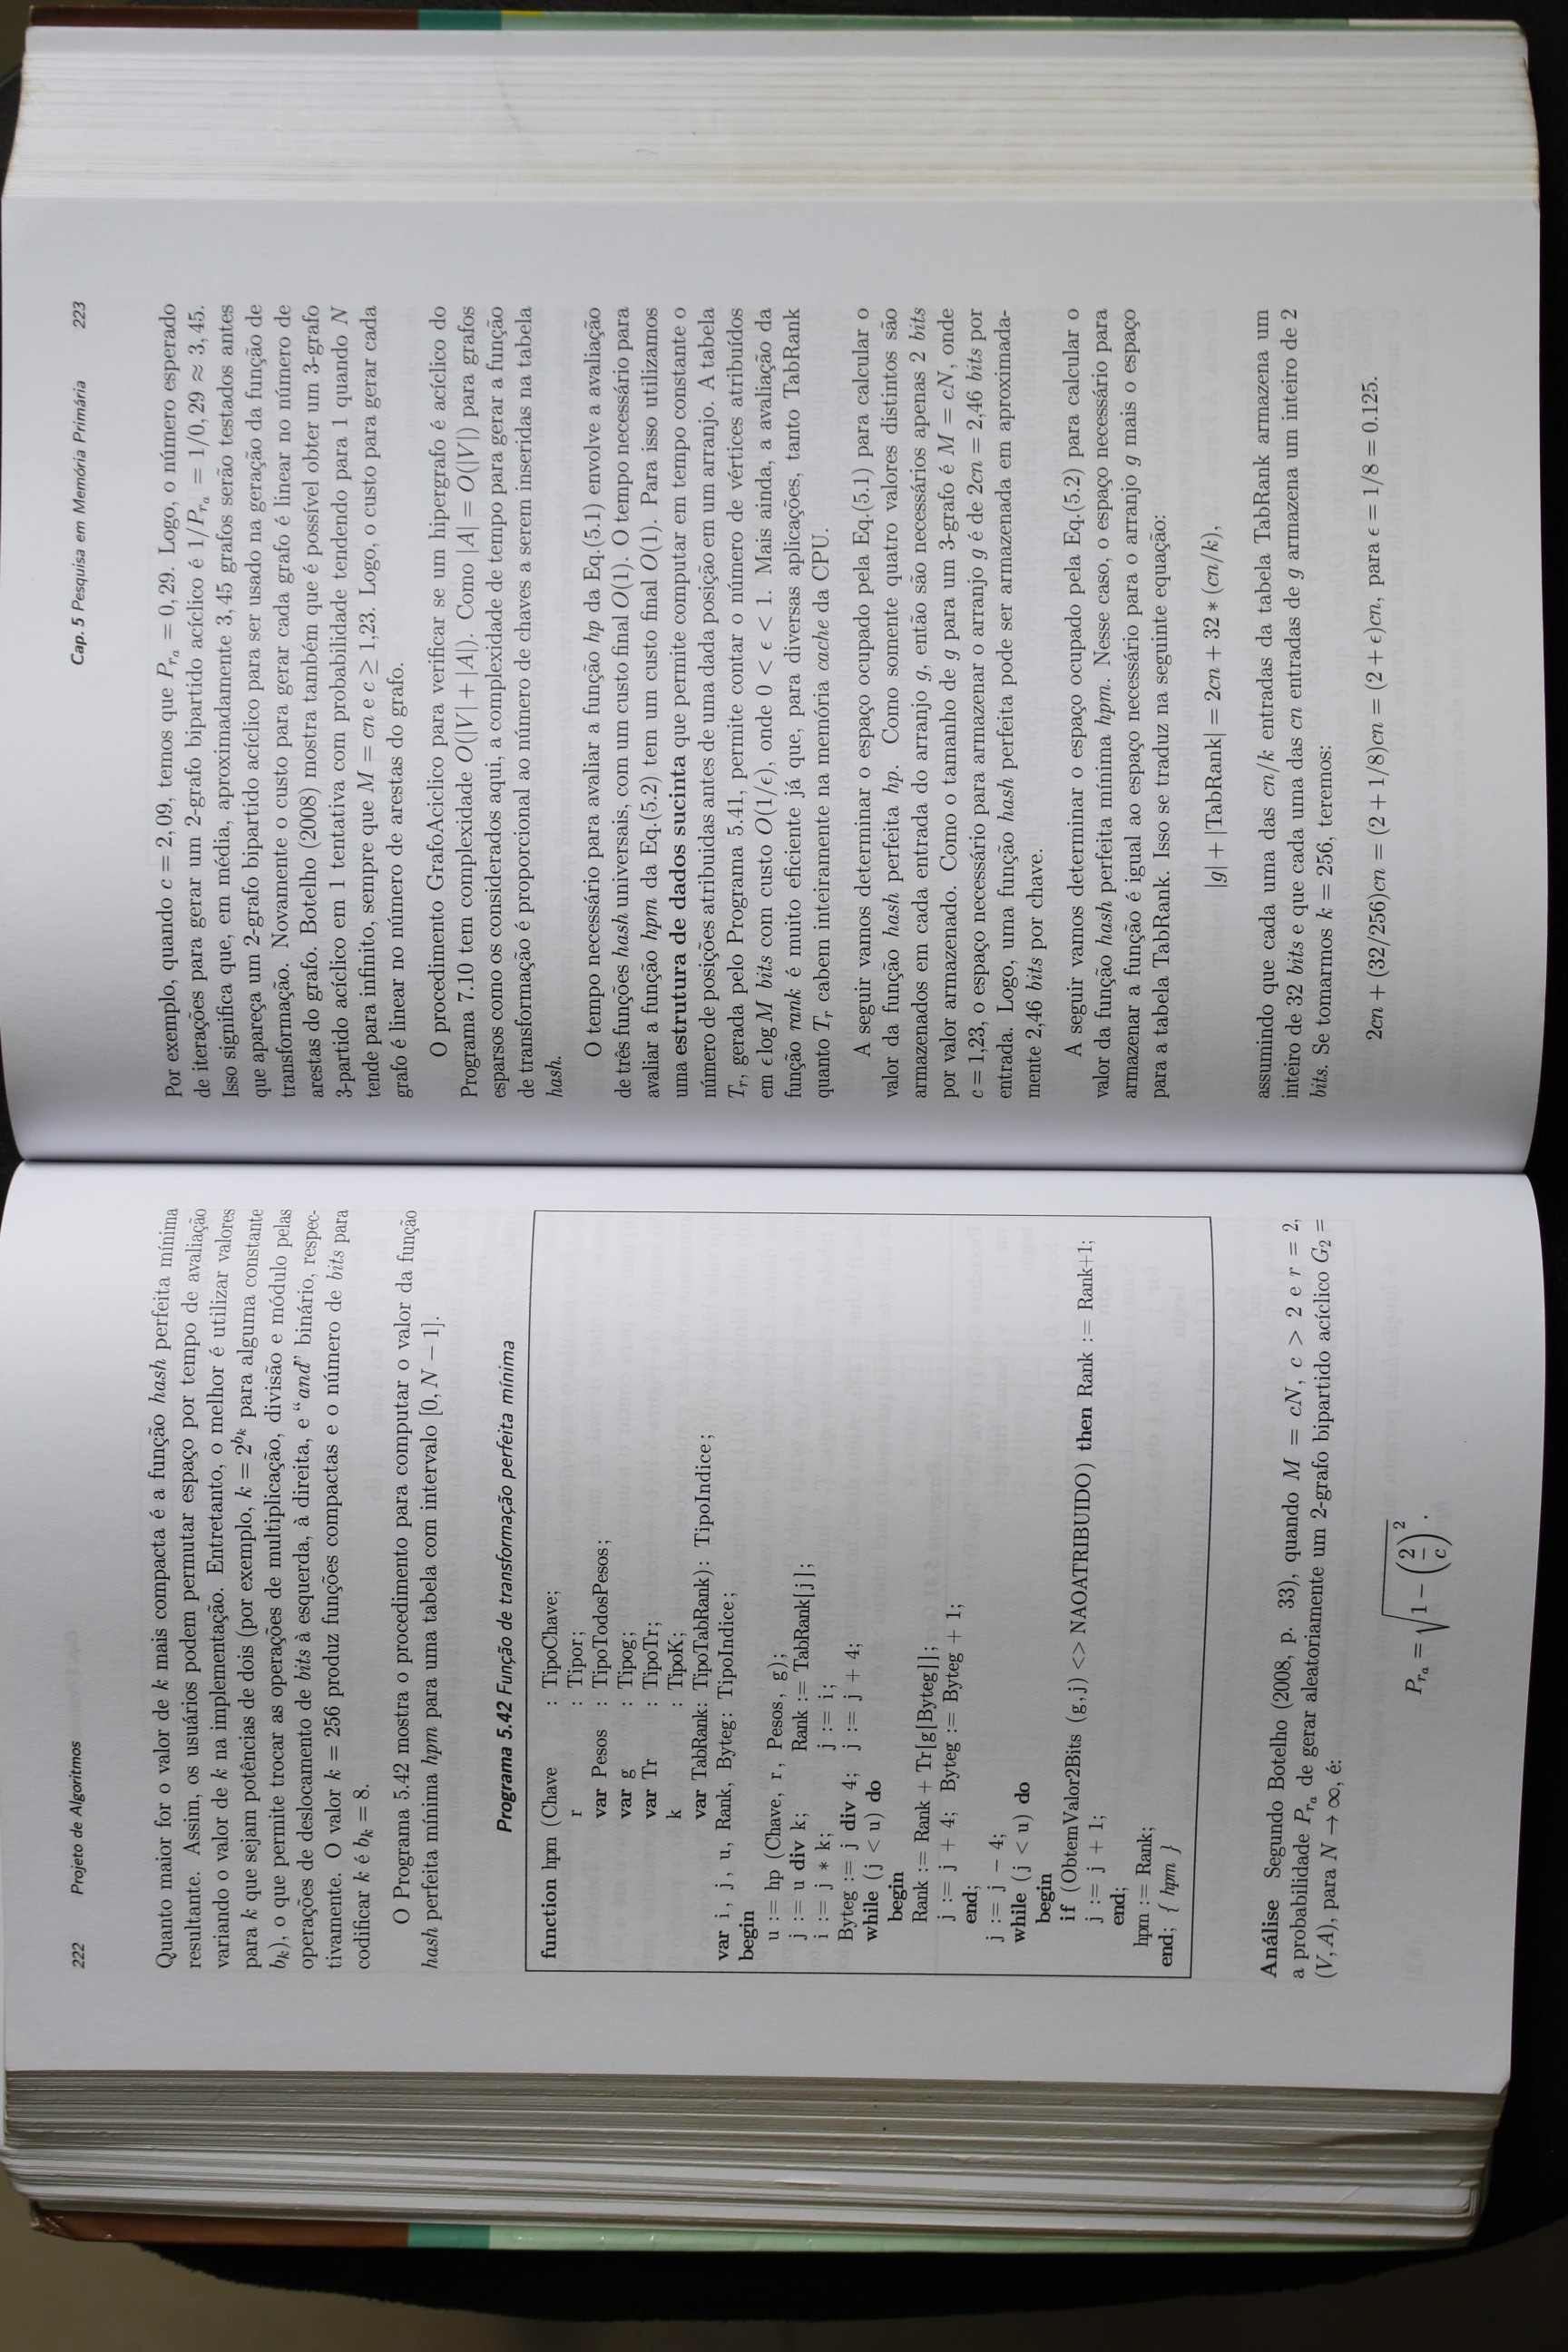 222 Projeto de Algoritmos
Quanto maior for o valor de k mais compacta é a função hash perfeita mínima
resultante. Assim, os usuários podem permutar espaço por tempo de avaliação
variando o valor de k na implementação. Entretanto, o melhor é utilizar valores
para k que sejam potências de dois (por exemplo, k = 2^{b_k} para alguma constante
b_k), o que permite trocar as operações de multiplicação, divisão e módulo pelas
operações de deslocamento de bits à esquerda, à direita, e “and” binário, respec-
tivamente. O valor k = 256 produz funções compactas e o número de bits para
codificar k é b_k = 8.
O Programa 5.42 mostra o procedimento para computar o valor da função
hash perfeita mínima hpm para uma tabela com intervalo [0, N − 1].
Programa 5.42 Função de transformação perfeita mínima
function hpm (Chave : TipoChave;
r : Tipor;
var Pesos : TipoTodosPesos;
var g : Tipog;
var Tr : TipoTr;
k : TipoK;
var TabRank: TipoTabRank): TipoIndice;
var i, j, u, Rank, Byteg: TipoIndice;
begin
u := hp (Chave, r, Pesos, g);
j := u div k; Rank := TabRank[j];
i := j * k; j := i;
Byteg := j div 4; j := j + 4;
while (j < u) do
begin
Rank := Rank + Tr[g[Byteg]];
j := j + 4; Byteg := Byteg + 1;
end;
j := j − 4;
while (j < u) do
begin
if (ObtemValor2Bits (g,j) <> NAOATRIBUIDO) then Rank := Rank+1;
j := j + 1;
end;
hpm := Rank;
end; { hpm }
Análise Segundo Botelho (2008, p. 33), quando M = cN, c > 2 e r = 2,
a probabilidade P_{r_a} de gerar aleatoriamente um 2-grafo bipartido acíclico G_2 =
(V, A), para N → ∞, é:
P_{r_a} = √(1 − (2/c)^2).
Cap. 5 Pesquisa em Memória Primária 223
Por exemplo, quando c = 2,09, temos que P_{r_a} = 0,29. Logo, o número esperado
de iterações para gerar um 2-grafo bipartido acíclico é 1/P_{r_a} = 1/0,29 ≈ 3,45.
Isso significa que, em média, aproximadamente 3,45 grafos serão testados antes
que apareça um 2-grafo bipartido acíclico para ser usado na geração da função de
transformação. Novamente o custo para gerar cada grafo é linear no número de
arestas do grafo. Botelho (2008) mostra também que é possível obter um 3-grafo
3-partido acíclico em 1 tentativa com probabilidade tendendo para 1 quando N
tende para infinito, sempre que M = cn e c ≥ 1,23. Logo, o custo para gerar cada
grafo é linear no número de arestas do grafo.
O procedimento GrafoAciclico para verificar se um hipergrafo é acíclico do
Programa 7.10 tem complexidade O(|V| + |A|). Como |A| = O(|V|) para grafos
esparsos como os considerados aqui, a complexidade de tempo para gerar a função
de transformação é proporcional ao número de chaves a serem inseridas na tabela
hash.
O tempo necessário para avaliar a função hp da Eq.(5.1) envolve a avaliação
de três funções hash universais, com um custo final O(1). O tempo necessário para
avaliar a função hpm da Eq.(5.2) tem um custo final O(1). Para isso utilizamos
uma estrutura de dados sucinta que permite computar em tempo constante o
número de posições atribuidas antes de uma dada posição em um arranjo. A tabela
T_r, gerada pelo Programa 5.41, permite contar o número de vértices atribuídos
em ϵ log M bits com custo O(1/ϵ), onde 0 < ϵ < 1. Mais ainda, a avaliação da
função rank é muito eficiente já que, para diversas aplicações, tanto TabRank
quanto T_r cabem inteiramente na memória cache da CPU.
A seguir vamos determinar o espaço ocupado pela Eq.(5.1) para calcular o
valor da função hash perfeita hp. Como somente quatro valores distintos são
armazenados em cada entrada do arranjo g, então são necessários apenas 2 bits
por valor armazenado. Como o tamanho de g para um 3-grafo é M = cN, onde
c = 1,23, o espaço necessário para armazenar o arranjo g é de 2cn = 2,46 bits por
entrada. Logo, uma função hash perfeita pode ser armazenada em aproximada-
mente 2,46 bits por chave.
A seguir vamos determinar o espaço ocupado pela Eq.(5.2) para calcular o
valor da função hash perfeita mínima hpm. Nesse caso, o espaço necessário para
armazenar a função é igual ao espaço necessário para o arranjo g mais o espaço
para a tabela TabRank. Isso se traduz na seguinte equação:
|g| + |TabRank| = 2cn + 32 ∗ (cn/k),
assumindo que cada uma das cn/k entradas da tabela TabRank armazena um
inteiro de 32 bits e que cada uma das cn entradas de g armazena um inteiro de 2
bits. Se tomarmos k = 256, teremos:
2cn + (32/256)cn = (2 + 1/8)cn = (2 + ϵ)cn, para ϵ = 1/8 = 0.125.